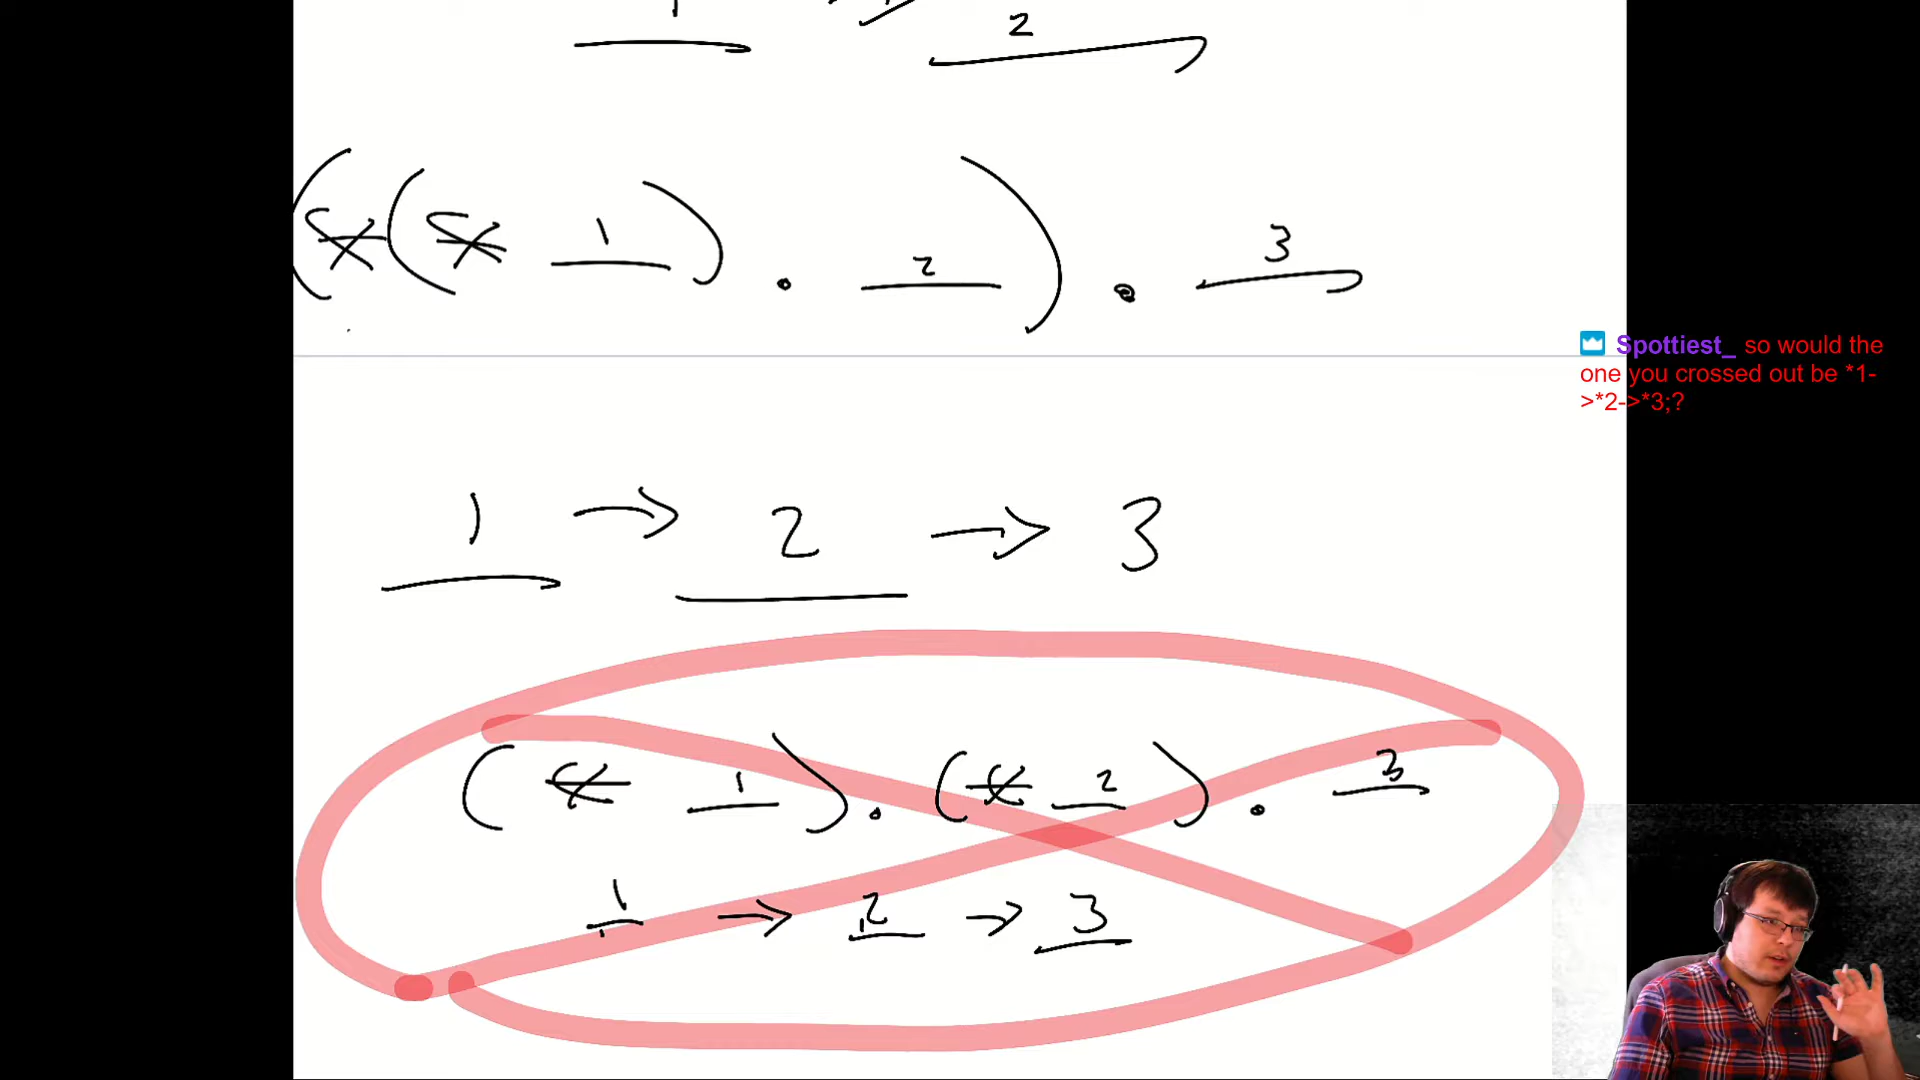 1
2
(*(* 1). 2). 3
Spottiest_ so would the
one you crossed out be *1-
>*2->*3;?
1 → 2 → 3
(* 1).(* 2). 3
1 → 2 → 3